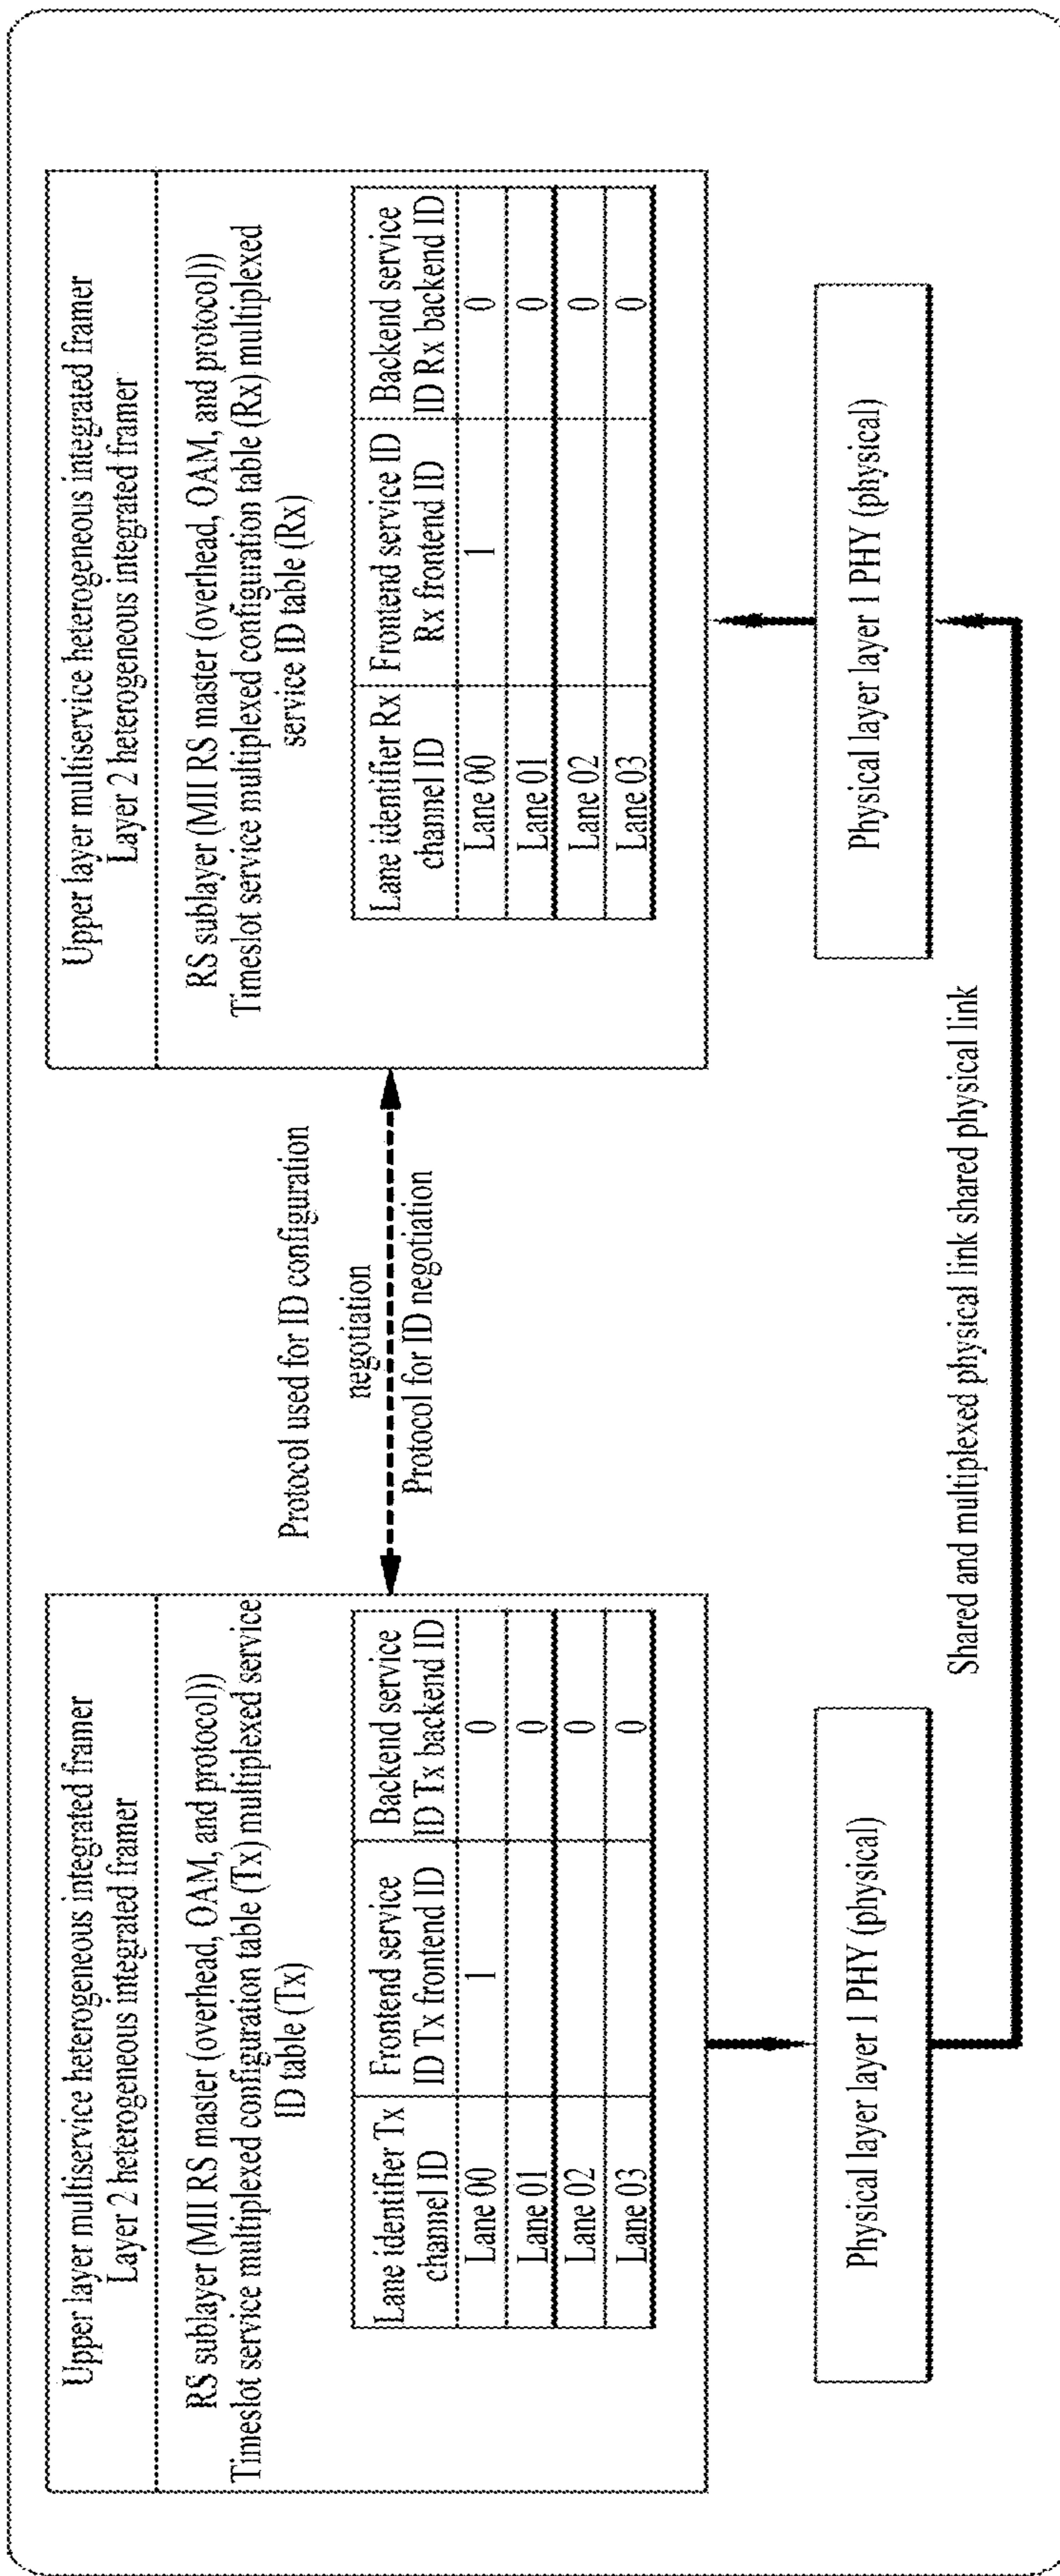 Upper layer multiservice heterogeneous integrated framer
Layer 2 heterogeneous integrated framer
RS sublayer (MII RS master (overhead, OAM, and protocol))
Timeslot service multiplexed configuration table (Tx) multiplexed service
ID table (Tx)
Lane identifier Tx channel ID Frontend service ID Tx frontend ID Backend service ID Tx backend ID
Lane 00 1 0
Lane 01 0
Lane 02 0
Lane 03 0
Physical layer layer 1 PHY (physical)
Protocol used for ID configuration
negotiation
Protocol for ID negotiation
Shared and multiplexed physical link shared physical link
Upper layer multiservice heterogeneous integrated framer
Layer 2 heterogeneous integrated framer
RS sublayer (MII RS master (overhead, OAM, and protocol))
Timeslot service multiplexed configuration table (Rx) multiplexed
service ID table (Rx)
Lane identifier Rx channel ID Frontend service ID Rx frontend ID Backend service ID Rx backend ID
Lane 00 1 0
Lane 01 0
Lane 02 0
Lane 03 0
Physical layer layer 1 PHY (physical)